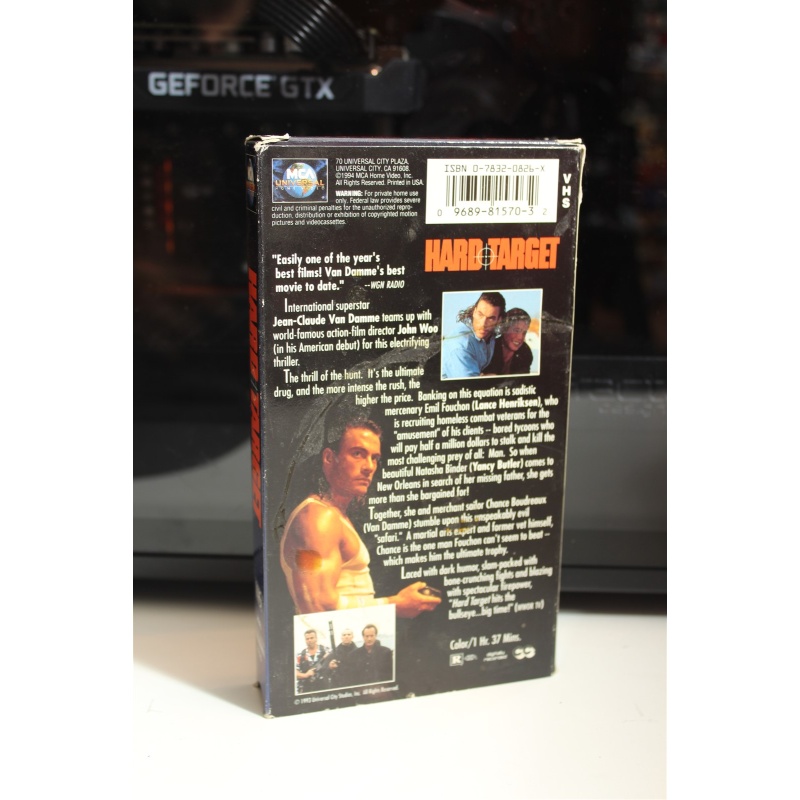 GEFORCE GTX
MCA
UNIVERSAL
70 UNIVERSAL CITY PLAZA,
UNIVERSAL CITY, CA 91608.
©1994 MCA Home Video, Inc.
All Rights Reserved. Printed in USA.
WARNING: For private home use
only. Federal law provides severe
civil and criminal penalties for the unauthorized repro-
duction, distribution or exhibition of copyrighted motion
pictures and videocassettes.
ISBN 0-7832-0826-X
0 9689-81570-3 2
VHS
HARD TARGET
HARD TARGET
"Easily one of the year's
best films! Van Damme's best
movie to date."
--WGN RADIO
International superstar
Jean-Claude Van Damme teams up with
world-famous action-film director John Woo
(in his American debut) for this electrifying
thriller.
The thrill of the hunt. It's the ultimate
drug, and the more intense the rush, the
higher the price. Banking on this equation is sadistic
mercenary Emil Fouchon (Lance Henriksen), who
is recruiting homeless combat veterans for the
"amusement" of his clients -- bored tycoons who
will pay half a million dollars to stalk and kill the
most challenging prey of all: Man. So when
beautiful Natasha Binder (Yancy Butler) comes to
New Orleans in search of her missing father, she gets
more than she bargained for!
Together, she and merchant sailor Chance Boudreaux
(Van Damme) stumble upon this unspeakably evil
"safari." A martial arts expert and former vet himself,
Chance is the one man Fouchon can't seem to beat --
which makes him the ultimate trophy.
Laced with dark humor, slam-packed with
bone-crunching fights and blazing
with spectacular firepower,
"Hard Target hits the
bullseye...big time!" (WWOR TV)
Color/1 Hr. 37 Mins.
R
© 1993 Universal City Studios, Inc. All Rights Reserved.